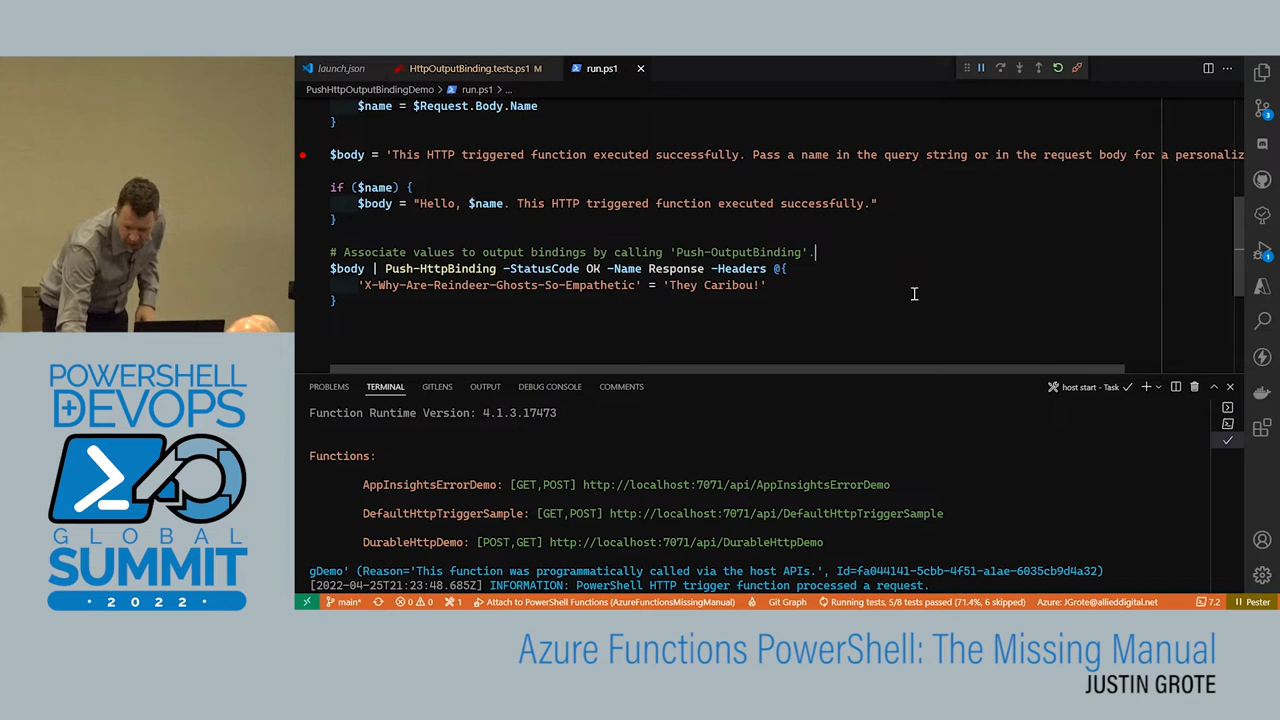 launch.json
HttpOutputBinding.tests.ps1 M
run.ps1
PushHttpOutputBindingDemo > run.ps1 > ...
$name = $Request.Body.Name
}
$body = 'This HTTP triggered function executed successfully. Pass a name in the query string or in the request body for a personaliz
if ($name) {
$body = "Hello, $name. This HTTP triggered function executed successfully."
}
# Associate values to output bindings by calling 'Push-OutputBinding'.
$body | Push-HttpBinding -StatusCode OK -Name Response -Headers @{
'X-Why-Are-Reindeer-Ghosts-So-Empathetic' = 'They Caribou!'
}
PROBLEMS TERMINAL GITLENS OUTPUT DEBUG CONSOLE COMMENTS
host start - Task
Function Runtime Version: 4.1.3.17473
Functions:
AppInsightsErrorDemo: [GET,POST] http://localhost:7071/api/AppInsightsErrorDemo
DefaultHttpTriggerSample: [GET,POST] http://localhost:7071/api/DefaultHttpTriggerSample
DurableHttpDemo: [POST,GET] http://localhost:7071/api/DurableHttpDemo
gDemo' (Reason='This function was programmatically called via the host APIs.', Id=fa044141-5cbb-4f51-a1ae-6035cb9d4a32)
[2022-04-25T21:23:48.685Z] INFORMATION: PowerShell HTTP trigger function processed a request.
main* 0 0 1 Attach to PowerShell Functions (AzureFunctionsMissingManual) Git Graph Running tests, 5/8 tests passed (71.4%, 6 skipped) Azure: JGrote@allieddigital.net 7.2 Pester
3
1
POWERSHELL
DEVOPS
GLOBAL
SUMMIT
· 2022 ·
Azure Functions PowerShell: The Missing Manual
JUSTIN GROTE